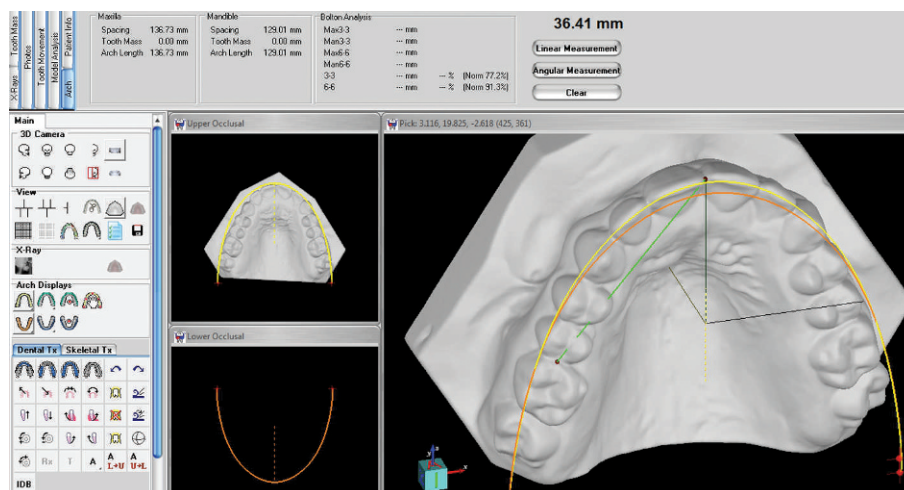 X-Rays
Tooth Mass
Photos
Tooth Movement
Model Analysis
Patient Info
Arch
Maxilla
Spacing 136.73 mm
Tooth Mass 0.00 mm
Arch Length 136.73 mm
Mandible
Spacing 129.01 mm
Tooth Mass 0.00 mm
Arch Length 129.01 mm
Bolton Analysis
Max3-3 --- mm
Man3-3 --- mm
Max6-6 --- mm
Man6-6 --- mm
3-3 --- mm -- % (Norm 77.2%)
6-6 --- mm -- % (Norm 91.3%)
36.41 mm
Linear Measurement
Angular Measurement
Clear
Main
3D Camera
View
X-Ray
Arch Displays
Dental Tx
Skeletal Tx
Rx T A A L→U A U→L
IDB
Upper Occlusal
Lower Occlusal
Pick: 3.116, 19.825, -2.618 (425, 361)